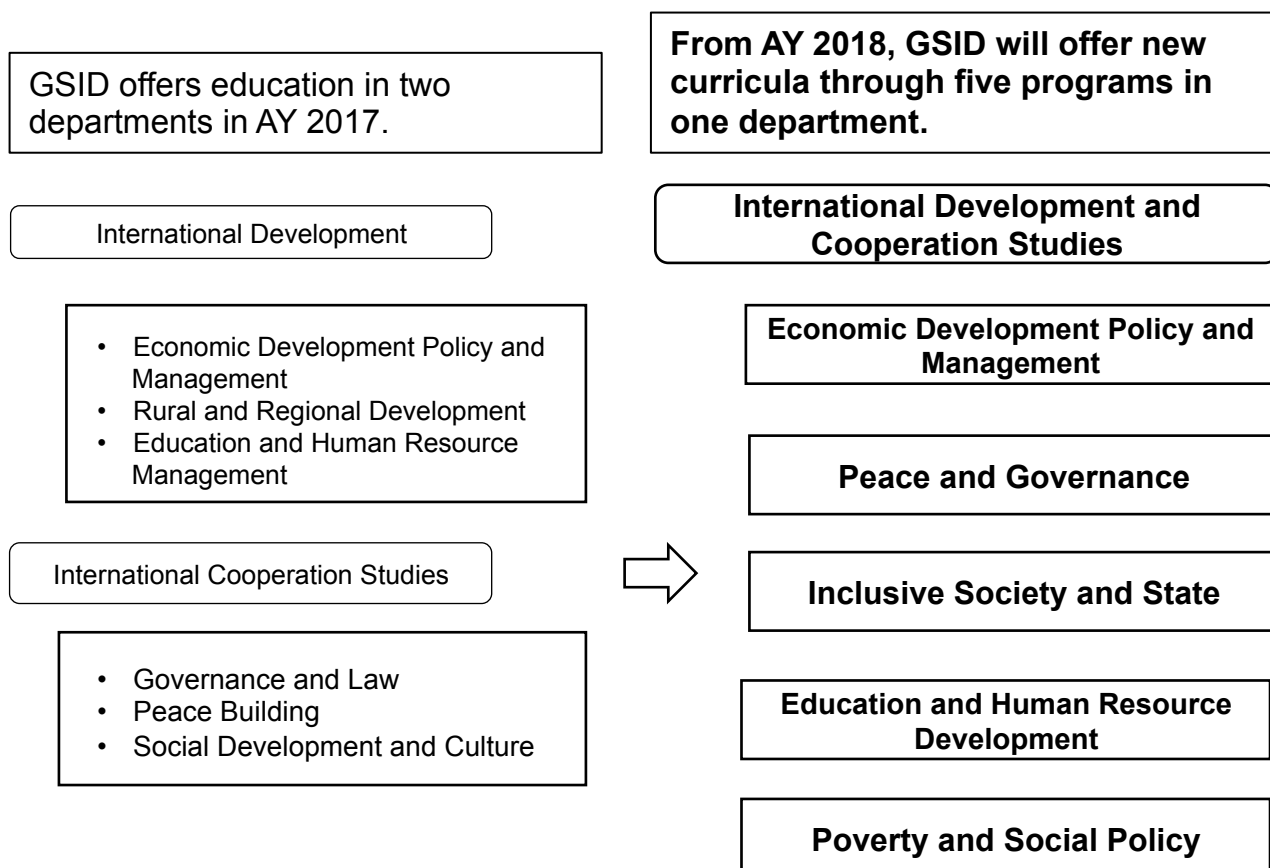 GSID offers education in two
departments in AY 2017.
International Development
• Economic Development Policy and
Management
• Rural and Regional Development
• Education and Human Resource
Management
International Cooperation Studies
• Governance and Law
• Peace Building
• Social Development and Culture
From AY 2018, GSID will offer new
curricula through five programs in
one department.
International Development and
Cooperation Studies
Economic Development Policy and
Management
Peace and Governance
Inclusive Society and State
Education and Human Resource
Development
Poverty and Social Policy